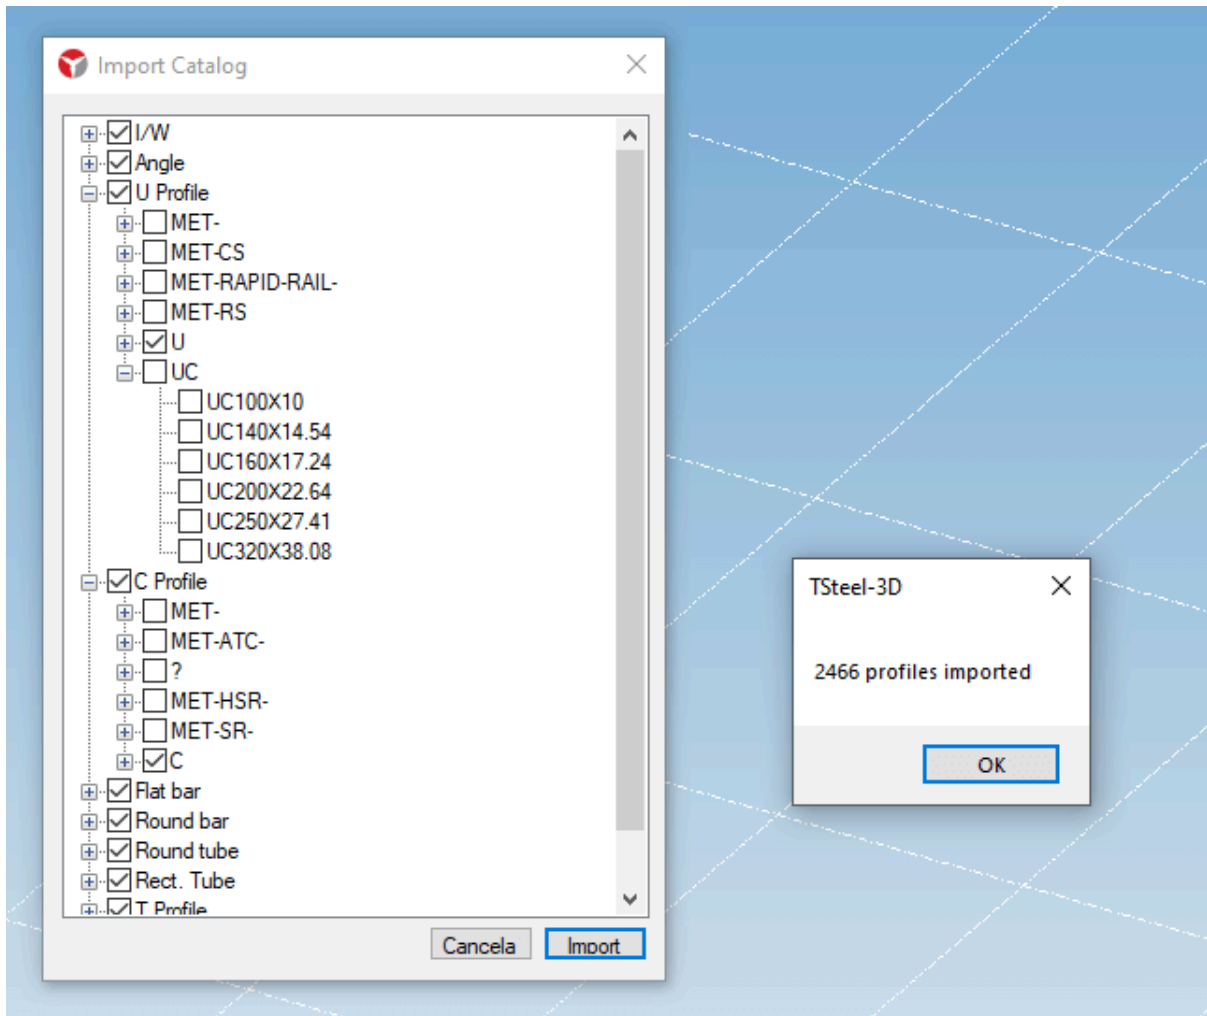 Import Catalog
I/W
Angle
U Profile
MET-
MET-CS
MET-RAPID-RAIL-
MET-RS
U
UC
UC100X10
UC140X14.54
UC160X17.24
UC200X22.64
UC250X27.41
UC320X38.08
C Profile
MET-
MET-ATC-
?
MET-HSR-
MET-SR-
C
Flat bar
Round bar
Round tube
Rect. Tube
T Profile
Cancela Import
TSteel-3D
2466 profiles imported
OK